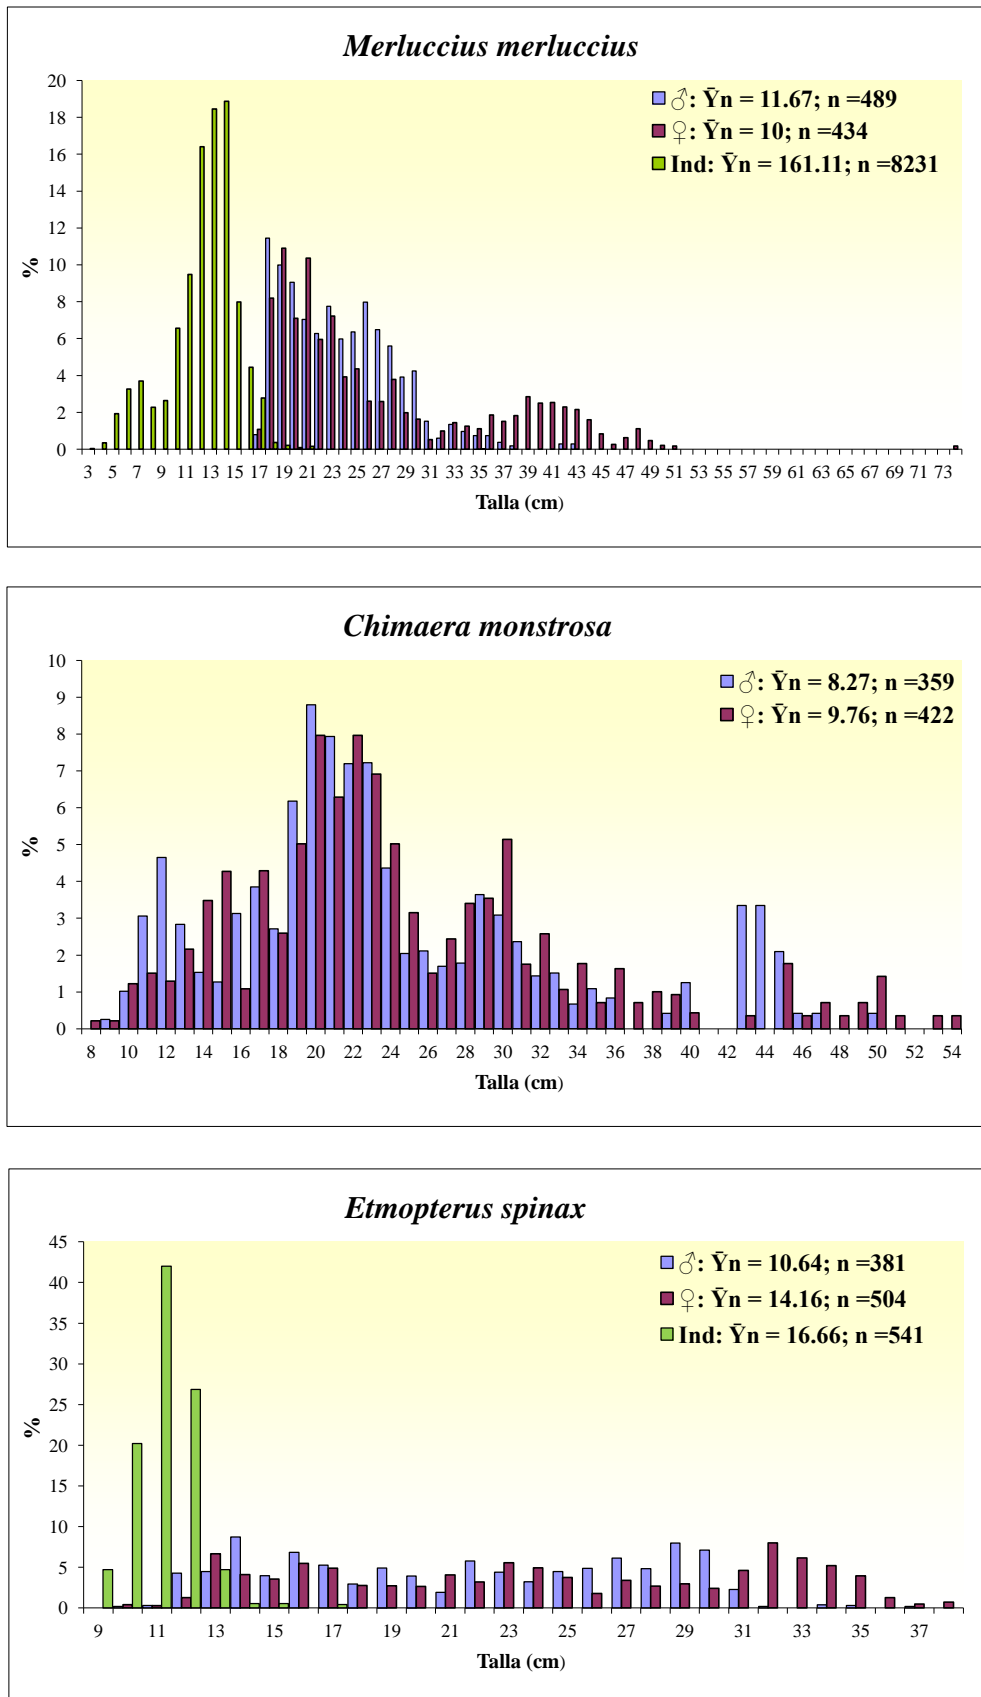 Merluccius merluccius
♂: Ȳn = 11.67; n =489
♀: Ȳn = 10; n =434
Ind: Ȳn = 161.11; n =8231
20
18
16
14
12
10
8
6
4
2
0
%
3 5 7 9 11 13 15 17 19 21 23 25 27 29 31 33 35 37 39 41 43 45 47 49 51 53 55 61 63 65 67 69 71 73
Talla (cm)
Chimaera monstrosa
♂: Ȳn = 8.27; n =359
♀: Ȳn = 9.76; n =422
10
9
8
7
6
5
4
3
2
1
0
%
8 10 12 14 16 18 20 22 24 26 28 30 32 34 36 38 40 42 44 46 48 50 52 54
Talla (cm)
Etmopterus spinax
♂: Ȳn = 10.64; n =381
♀: Ȳn = 14.16; n =504
Ind: Ȳn = 16.66; n =541
45
40
35
30
25
20
15
10
5
0
%
9 11 13 15 17 19 21 23 25 27 29 31 33 35 37
Talla (cm)